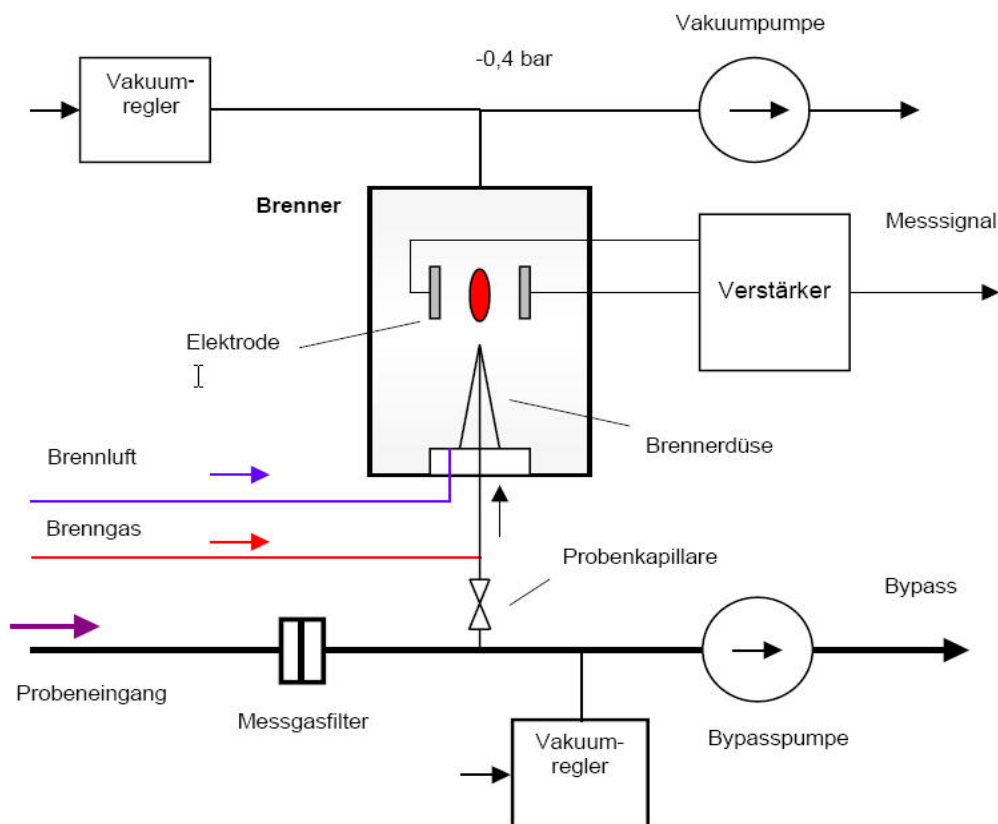 Vakuumpumpe
-0,4 bar
Vakuum-
regler
Brenner
Messsignal
Verstärker
Elektrode
Brennerdüse
Brennluft
Brenngas
Probenkapillare
Bypass
Probeneingang
Messgasfilter
Vakuum-
regler
Bypasspumpe